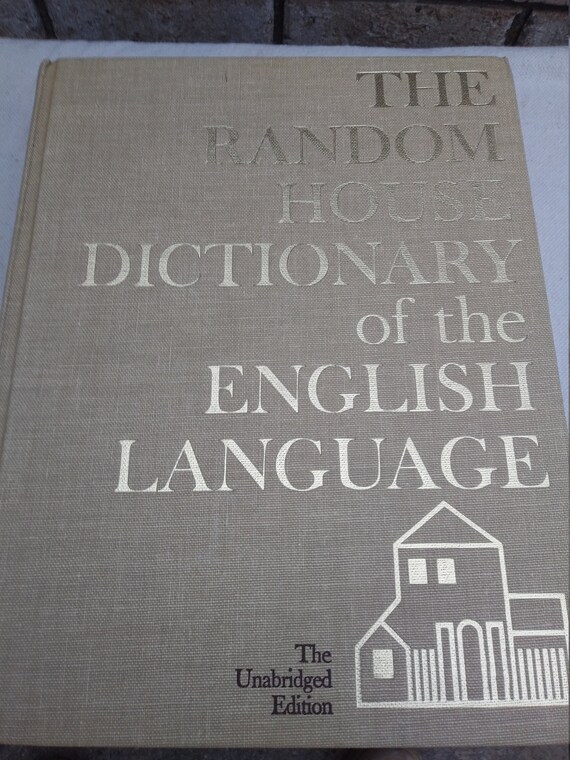 THE
RANDOM
HOUSE
DICTIONARY
of the
ENGLISH
LANGUAGE
The
Unabridged
Edition